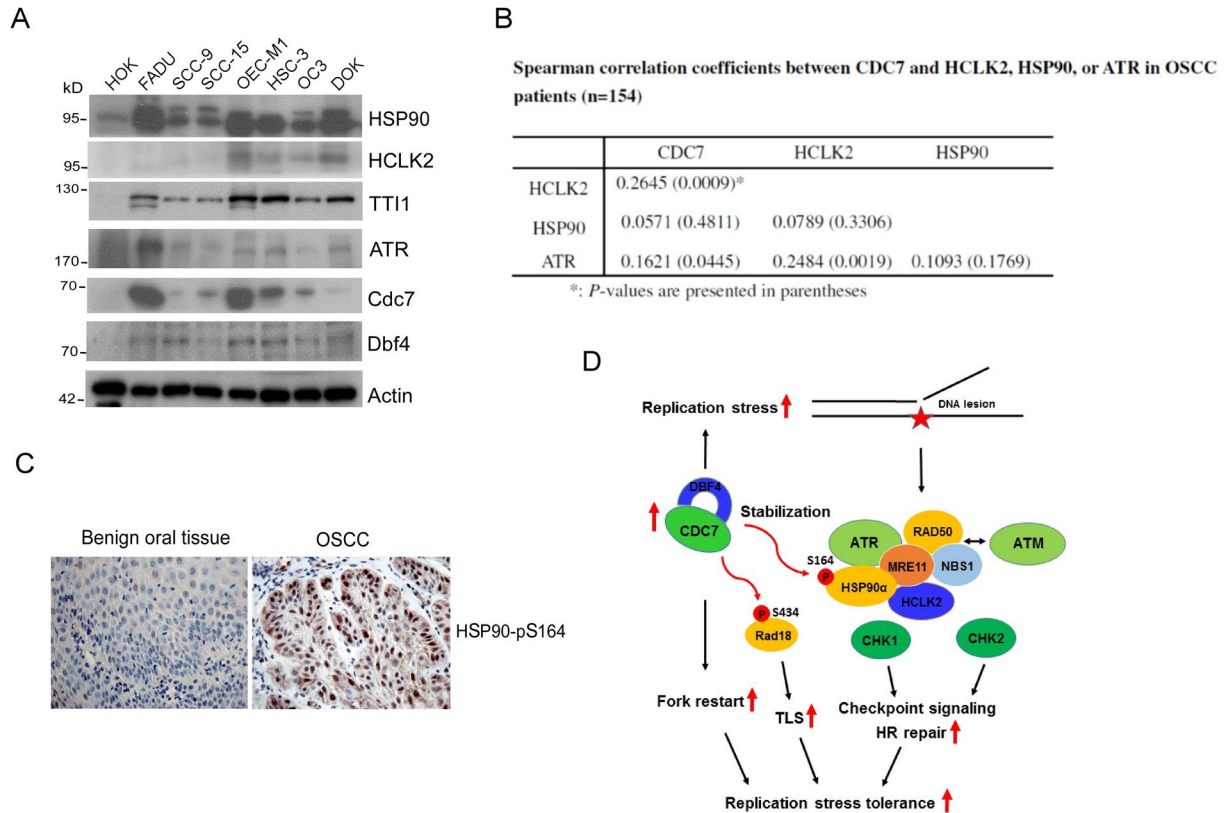 A
HOK FADU SCC-9 SCC-15 OEC-M1 HSC-3 OC3 DOK
kD
95 HSP90
95 HCLK2
130 TTI1
170 ATR
70 Cdc7
70 Dbf4
42 Actin
B
Spearman correlation coefficients between CDC7 and HCLK2, HSP90, or ATR in OSCC
patients (n=154)
CDC7 HCLK2 HSP90
HCLK2 0.2645 (0.0009)*
HSP90 0.0571 (0.4811) 0.0789 (0.3306)
ATR 0.1621 (0.0445) 0.2484 (0.0019) 0.1093 (0.1769)
*: P-values are presented in parentheses
C
Benign oral tissue OSCC
HSP90-pS164
D
Replication stress
DNA lesion
DBF4
CDC7
Stabilization
ATR
RAD50
ATM
MRE11
NBS1
S164
P
HSP90α
HCLK2
P S434
Rad18
CHK1
CHK2
Fork restart
TLS
Checkpoint signaling
HR repair
Replication stress tolerance